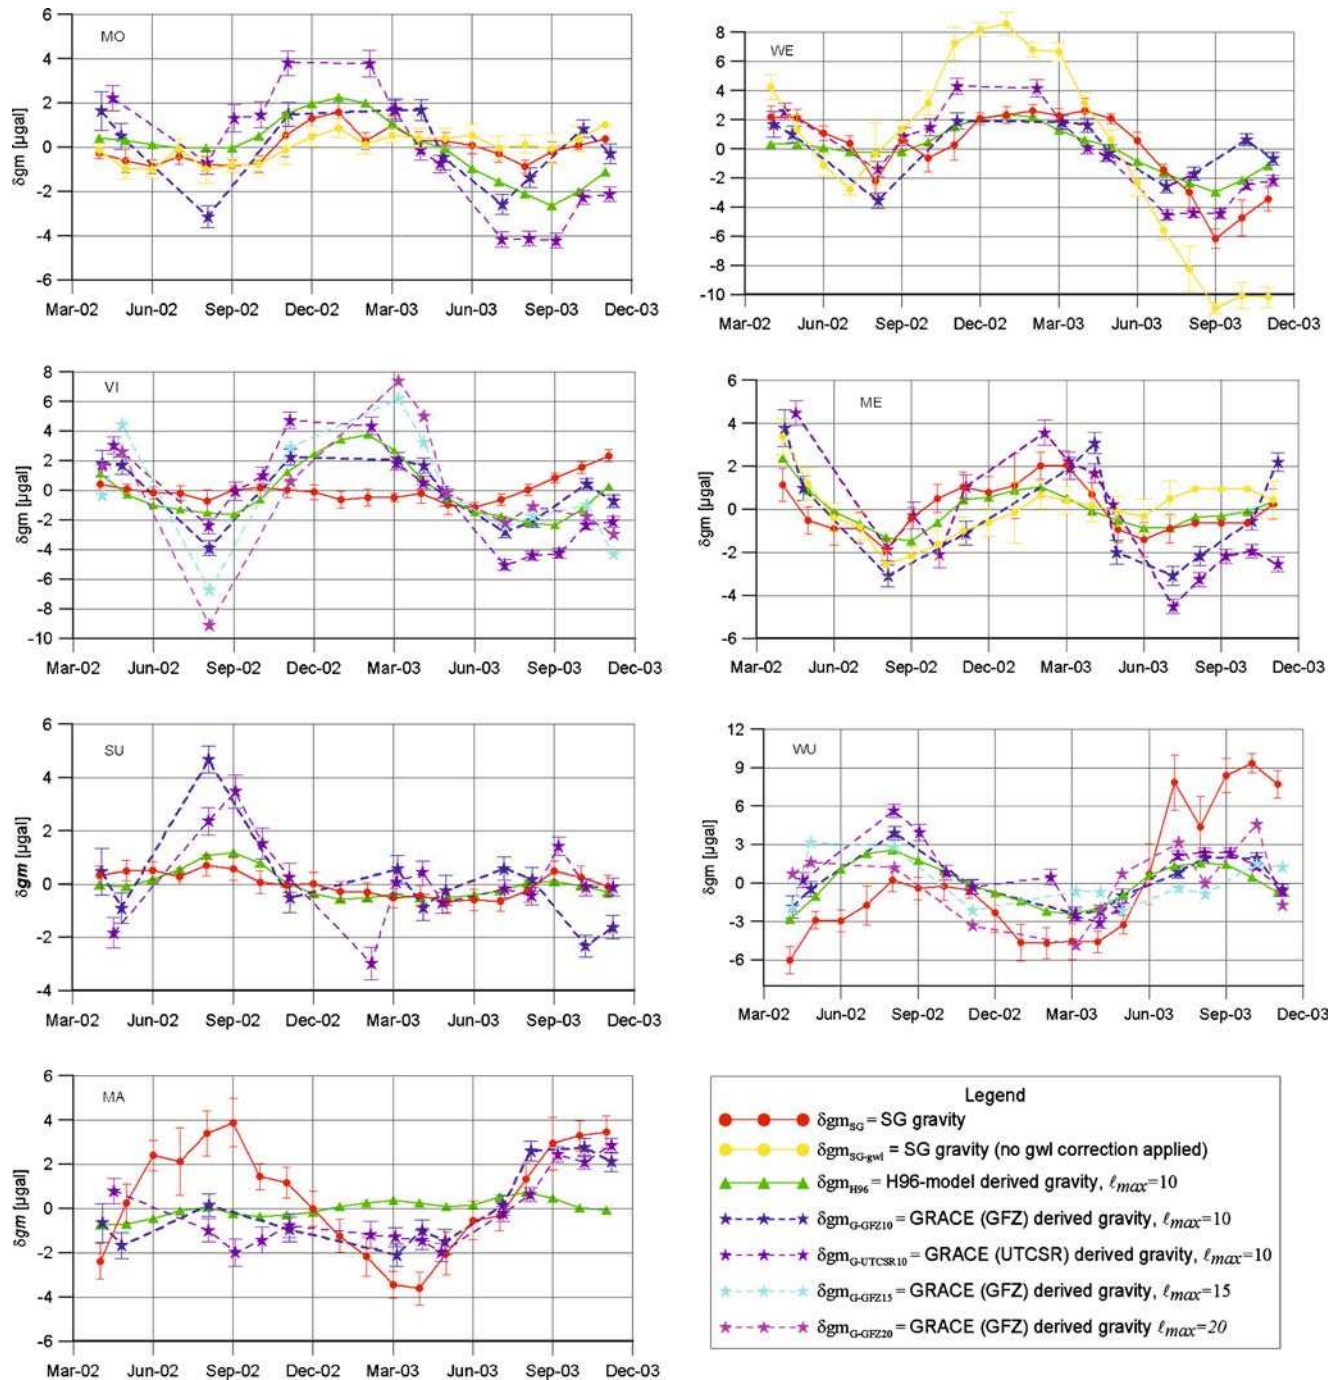 MO
6
4
2
0
-2
-4
-6
δgm [µgal]
Mar-02 Jun-02 Sep-02 Dec-02 Mar-03 Jun-03 Sep-03 Dec-03
WE
8
6
4
2
0
-2
-4
-6
-8
-10
δgm [µgal]
Mar-02 Jun-02 Sep-02 Dec-02 Mar-03 Jun-03 Sep-03 Dec-03
VI
8
6
4
2
0
-2
-4
-6
-8
-10
δgm [µgal]
Mar-02 Jun-02 Sep-02 Dec-02 Mar-03 Jun-03 Sep-03 Dec-03
ME
6
4
2
0
-2
-4
-6
δgm [µgal]
Mar-02 Jun-02 Sep-02 Dec-02 Mar-03 Jun-03 Sep-03 Dec-03
SU
6
4
2
0
-2
-4
δgm [µgal]
Mar-02 Jun-02 Sep-02 Dec-02 Mar-03 Jun-03 Sep-03 Dec-03
WU
12
9
6
3
0
-3
-6
δgm [µgal]
Mar-02 Jun-02 Sep-02 Dec-02 Mar-03 Jun-03 Sep-03 Dec-03
MA
6
4
2
0
-2
-4
-6
δgm [µgal]
Mar-02 Jun-02 Sep-02 Dec-02 Mar-03 Jun-03 Sep-03 Dec-03
Legend
δgmSG = SG gravity
δgmSG-gwl = SG gravity (no gwl correction applied)
δgmH96 = H96-model derived gravity, ℓmax=10
δgmG-GFZ10 = GRACE (GFZ) derived gravity, ℓmax=10
δgmG-UTCSR10 = GRACE (UTCSR) derived gravity, ℓmax=10
δgmG-GFZ15 = GRACE (GFZ) derived gravity, ℓmax=15
δgmG-GFZ20 = GRACE (GFZ) derived gravity ℓmax=20